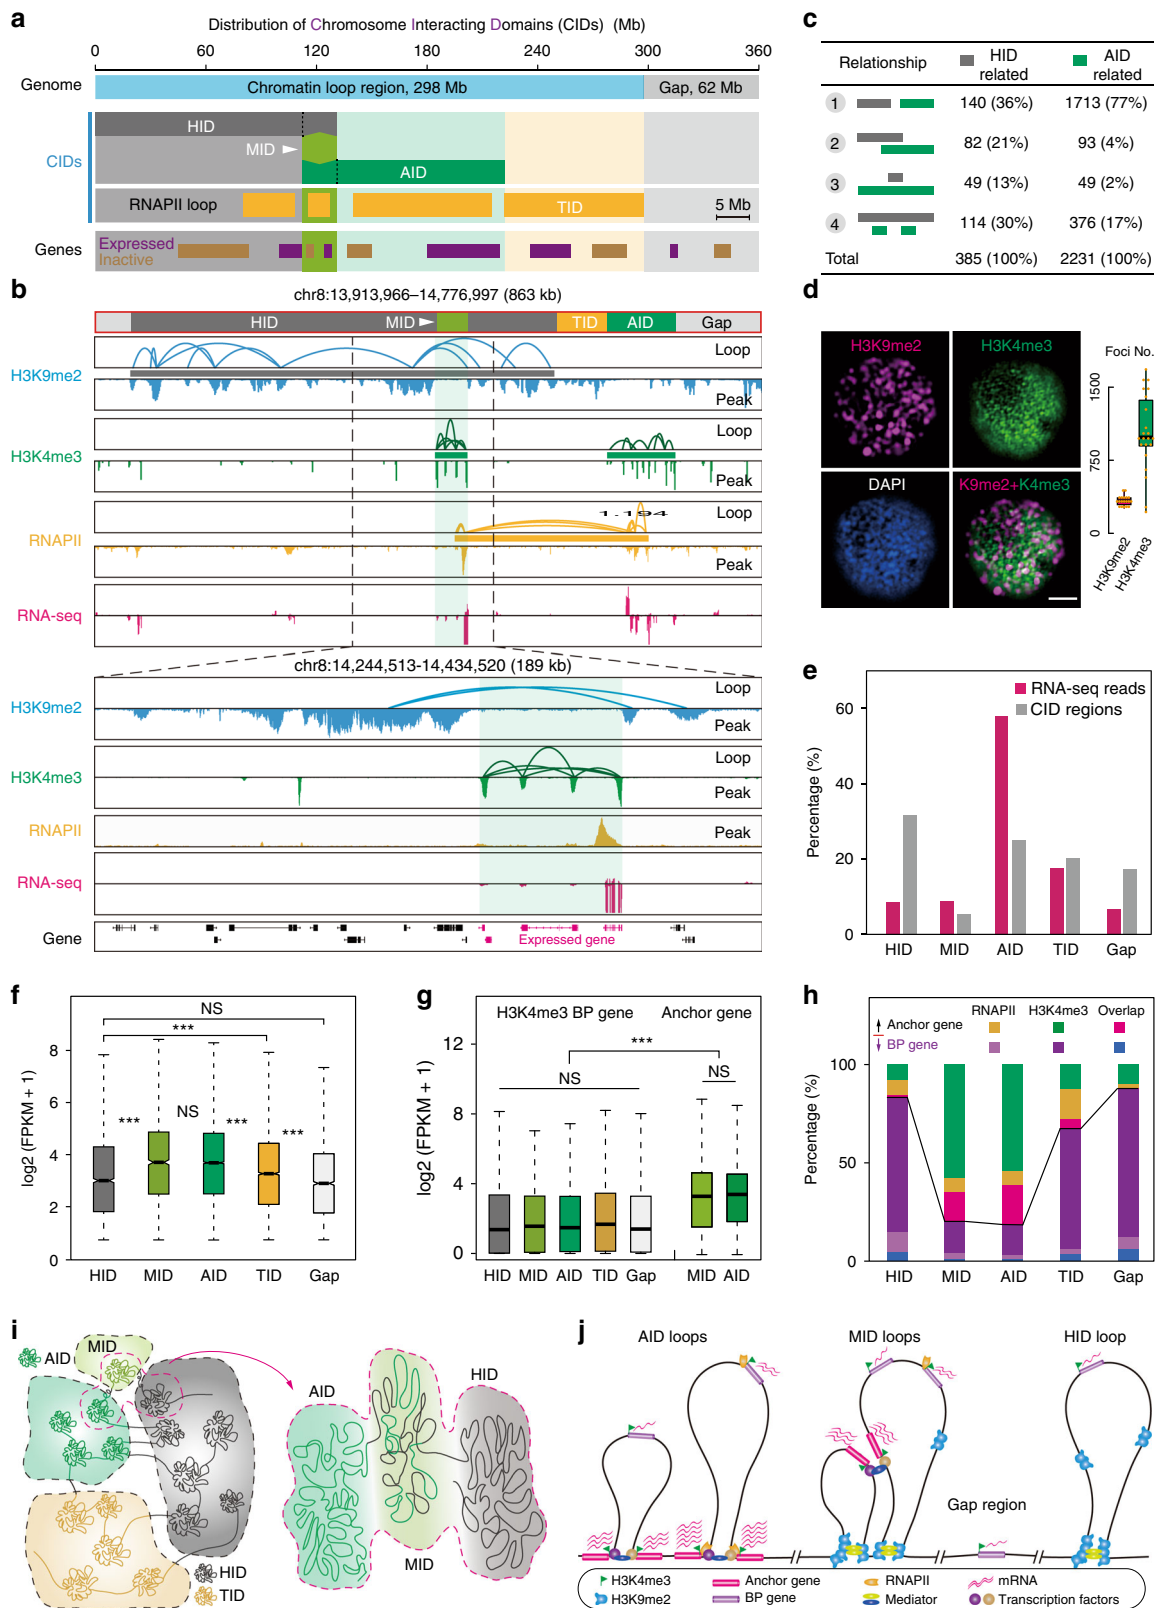 a
Distribution of Chromosome Interacting Domains (CIDs) (Mb)
0 60 120 180 240 300 360
Genome
Chromatin loop region, 298 Mb
Gap, 62 Mb
CIDs
HID
MID
AID
RNAPII loop
TID
5 Mb
Genes
Expressed
Inactive
b
chr8:13,913,966–14,776,997 (863 kb)
HID MID TID AID Gap
H3K9me2
Loop
Peak
H3K4me3
Loop
Peak
1.194
RNAPII
Loop
Peak
RNA-seq
chr8:14,244,513-14,434,520 (189 kb)
H3K9me2
Loop
Peak
H3K4me3
Loop
Peak
RNAPII
Peak
RNA-seq
Gene
Expressed gene
c
Relationship HID related AID related
1 140 (36%) 1713 (77%)
2 82 (21%) 93 (4%)
3 49 (13%) 49 (2%)
4 114 (30%) 376 (17%)
Total 385 (100%) 2231 (100%)
d
H3K9me2
H3K4me3
DAPI
K9me2+K4me3
Foci No.
1500
750
0
H3K9me2
H3K4me3
e
RNA-seq reads
CID regions
Percentage (%)
60
40
20
0
HID MID AID TID Gap
f
NS
***
*** NS *** ***
log2 (FPKM + 1)
8
6
4
2
0
HID MID AID TID Gap
g
H3K4me3 BP gene
Anchor gene
***
NS
NS
log2 (FPKM + 1)
12
8
4
0
HID MID AID TID Gap MID AID
h
RNAPII H3K4me3 Overlap
Anchor gene
BP gene
Percentage (%)
100
50
0
HID MID AID TID Gap
i
MID
AID
HID
TID
AID
MID
HID
j
AID loops
MID loops
HID loop
Gap region
H3K4me3
H3K9me2
Anchor gene
BP gene
RNAPII
Mediator
mRNA
Transcription factors